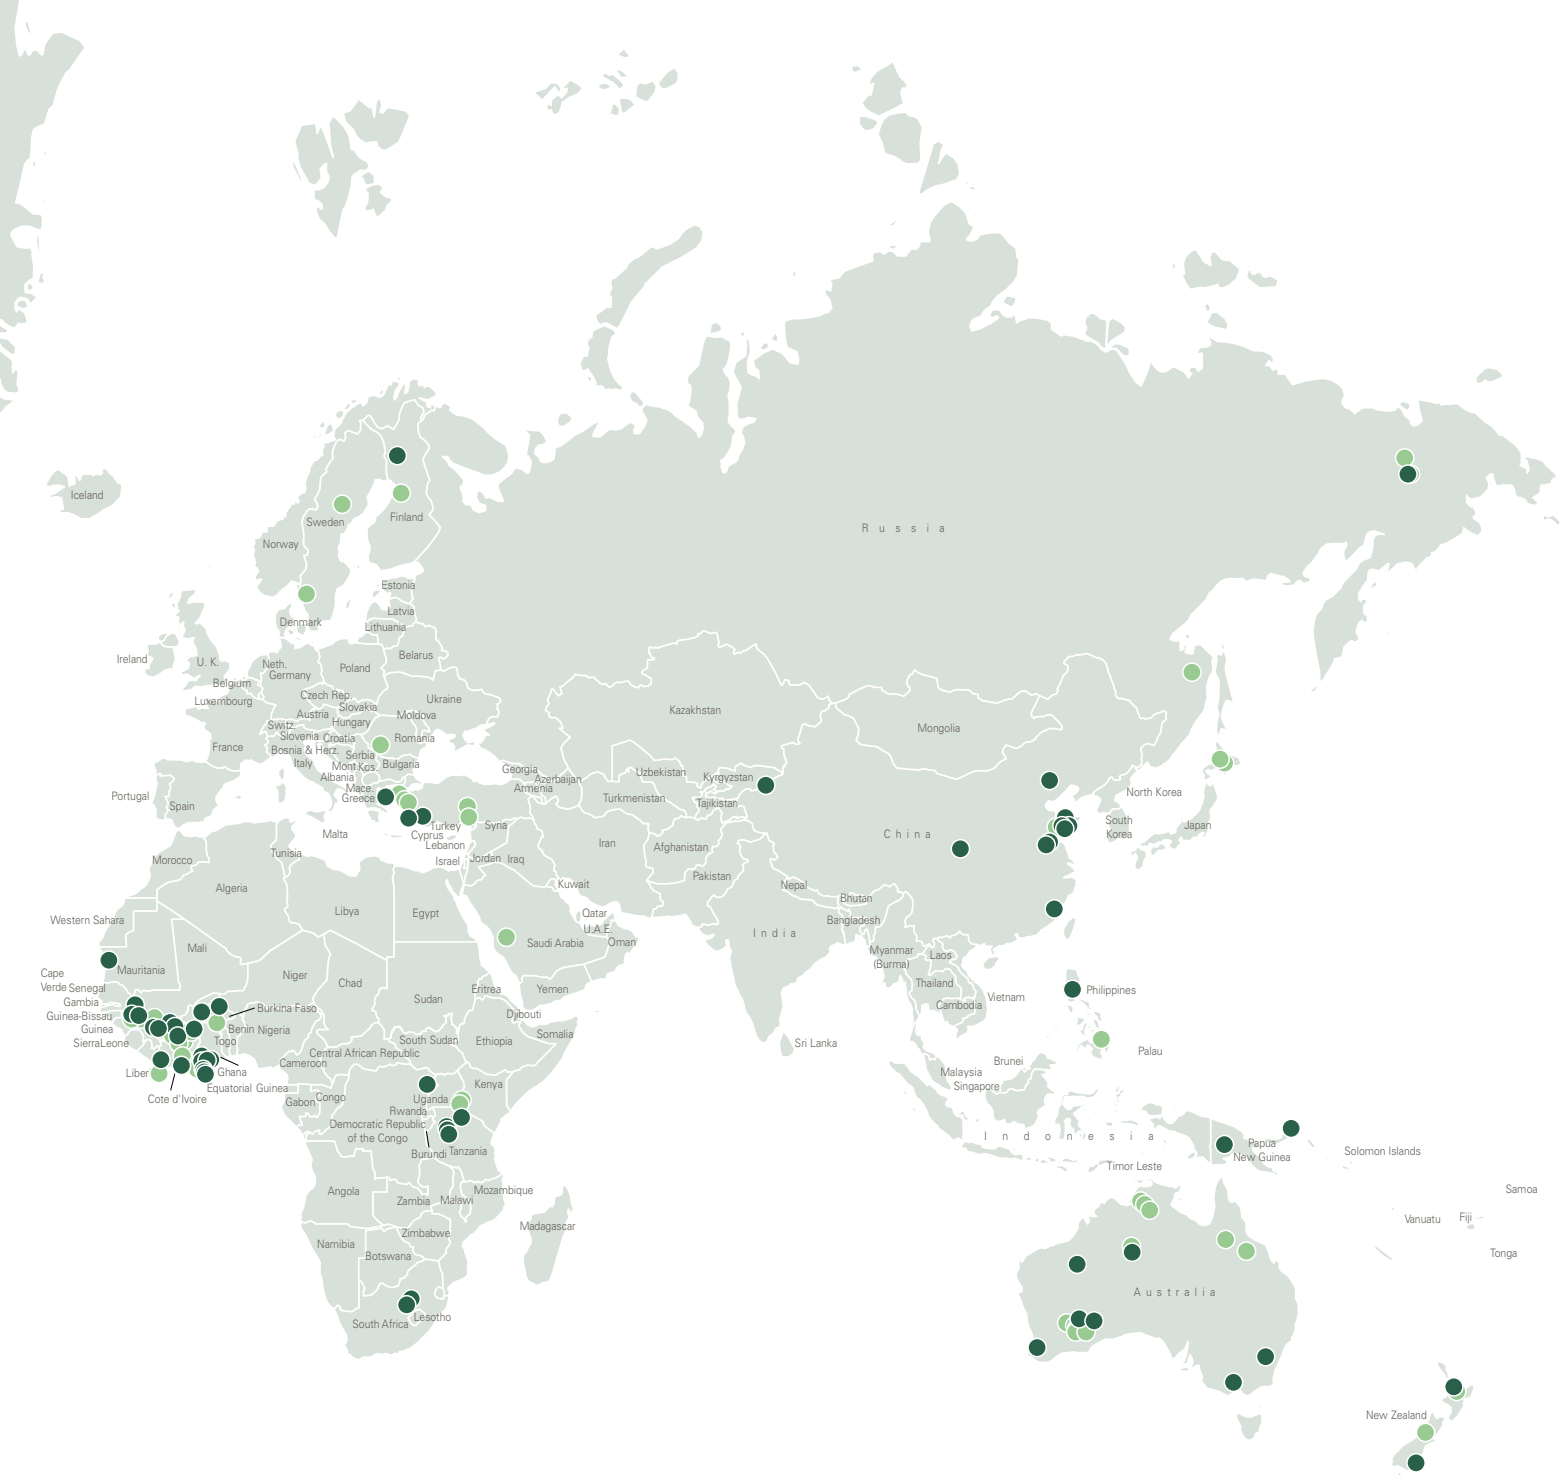 Iceland
Russia
Sweden
Finland
Norway
Estonia
Denmark
Latvia
Lithuania
Ireland
U. K.
Belarus
Neth.
Germany
Poland
Belgium
Luxembourg
Czech Rep.
Slovakia
Ukraine
Austria
Hungary
Moldova
Switz.
Slovenia
Croatia
Romania
France
Bosnia & Herz.
Serbia
Italy
Mont.
Kos.
Bulgaria
Albania
Mace.
Greece
Portugal
Spain
Malta
Georgia
Azerbaijan
Armenia
Turkey
Syria
Cyprus
Lebanon
Israel
Jordan
Iraq
Kazakhstan
Mongolia
Uzbekistan
Kyrgyzstan
Turkmenistan
Tajikistan
North Korea
South
Korea
Japan
China
Iran
Afghanistan
Pakistan
Nepal
Bhutan
Bangladesh
India
Kuwait
Qatar
U.A.E.
Oman
Saudi Arabia
Yemen
Morocco
Tunisia
Algeria
Libya
Egypt
Western Sahara
Mali
Mauritania
Niger
Chad
Sudan
Eritrea
Djibouti
Cape
Verde
Senegal
Gambia
Guinea-Bissau
Guinea
SierraLeone
Burkina Faso
Benin
Nigeria
Togo
Ghana
Liber
Cote d'Ivoire
Equatorial Guinea
Cameroon
Central African Republic
South Sudan
Ethiopia
Somalia
Gabon
Congo
Uganda
Kenya
Rwanda
Democratic Republic
of the Congo
Burundi
Tanzania
Angola
Zambia
Malawi
Mozambique
Zimbabwe
Namibia
Botswana
Madagascar
South Africa
Lesotho
Myanmar
(Burma)
Laos
Thailand
Cambodia
Vietnam
Philippines
Sri Lanka
Brunei
Palau
Malaysia
Singapore
Indonesia
Timor Leste
Papua
New Guinea
Solomon Islands
Samoa
Vanuatu
Fiji
Tonga
Australia
New Zealand